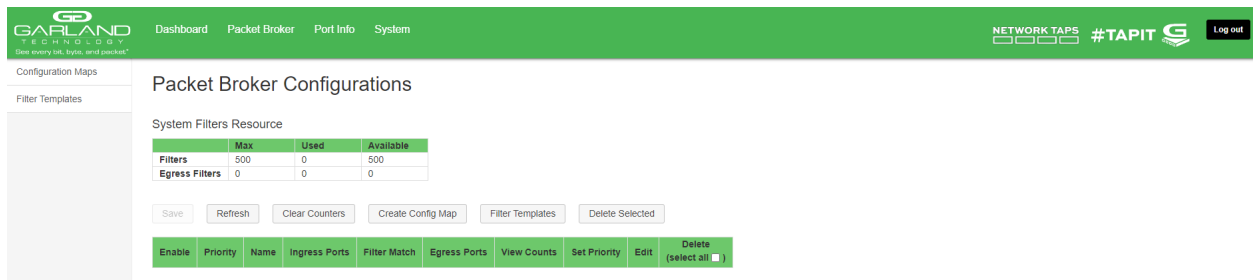 GARLAND
TECHNOLOGY
See every bit, byte, and packet.®
Dashboard Packet Broker Port Info System
NETWORK TAPS
#TAPIT
Log out
Configuration Maps
Filter Templates
Packet Broker Configurations
System Filters Resource
Max Used Available
Filters 500 0 500
Egress Filters 0 0 0
Save Refresh Clear Counters Create Config Map Filter Templates Delete Selected
Enable Priority Name Ingress Ports Filter Match Egress Ports View Counts Set Priority Edit Delete
(select all )